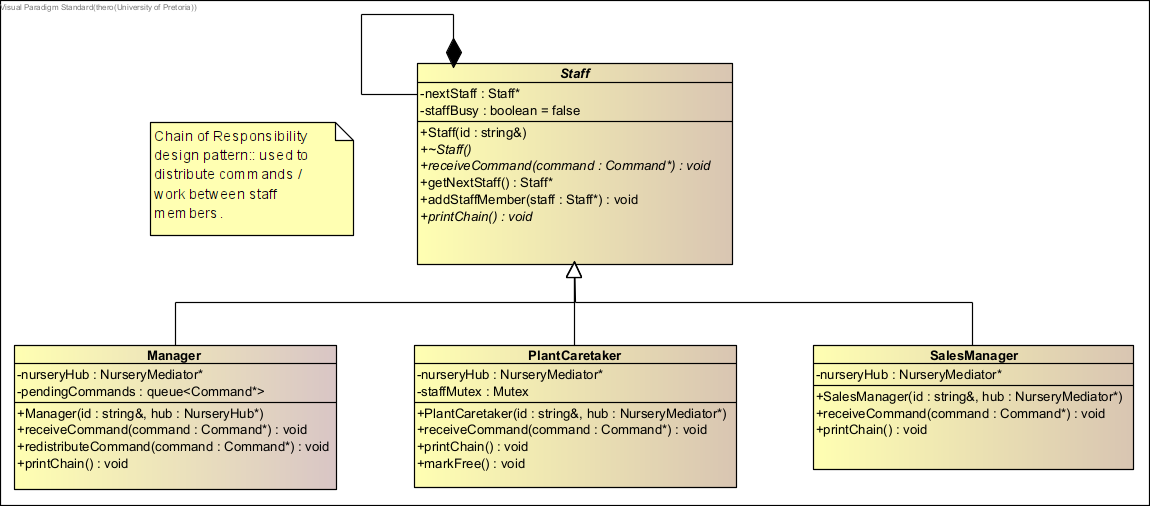 Visual Paradigm Standard(thero(University of Pretoria))
Staff
-nextStaff : Staff*
-staffBusy : boolean = false
+Staff(id : string&)
+~Staff()
+receiveCommand(command : Command*) : void
+getNextStaff() : Staff*
+addStaffMember(staff : Staff*) : void
+printChain() : void
Chain of Responsibility
design pattern:: used to
distribute commands /
work between staff
members.
Manager
-nurseryHub : NurseryMediator*
-pendingCommands : queue<Command*>
+Manager(id : string&, hub : NurseryHub*)
+receiveCommand(command : Command*) : void
+redistributeCommand(command : Command*) : void
+printChain() : void
PlantCaretaker
-nurseryHub : NurseryMediator*
-staffMutex : Mutex
+PlantCaretaker(id : string&, hub : NurseryMediator*)
+receiveCommand(command : Command*) : void
+printChain() : void
+markFree() : void
SalesManager
-nurseryHub : NurseryMediator*
+SalesManager(id : string&, hub : NurseryMediator*)
+receiveCommand(command : Command*) : void
+printChain() : void